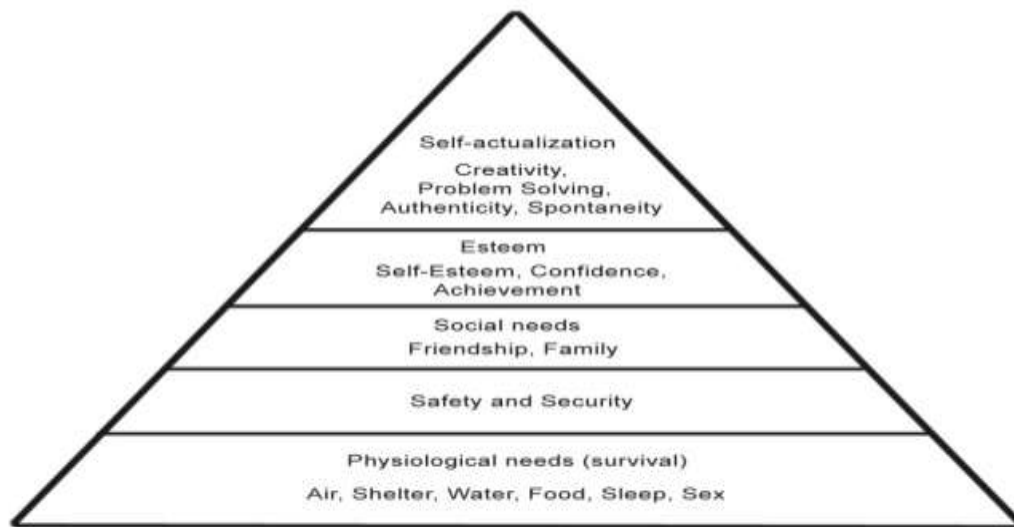 Self-actualization
Creativity,
Problem Solving,
Authenticity, Spontaneity
Esteem
Self-Esteem, Confidence,
Achievement
Social needs
Friendship, Family
Safety and Security
Physiological needs (survival)
Air, Shelter, Water, Food, Sleep, Sex